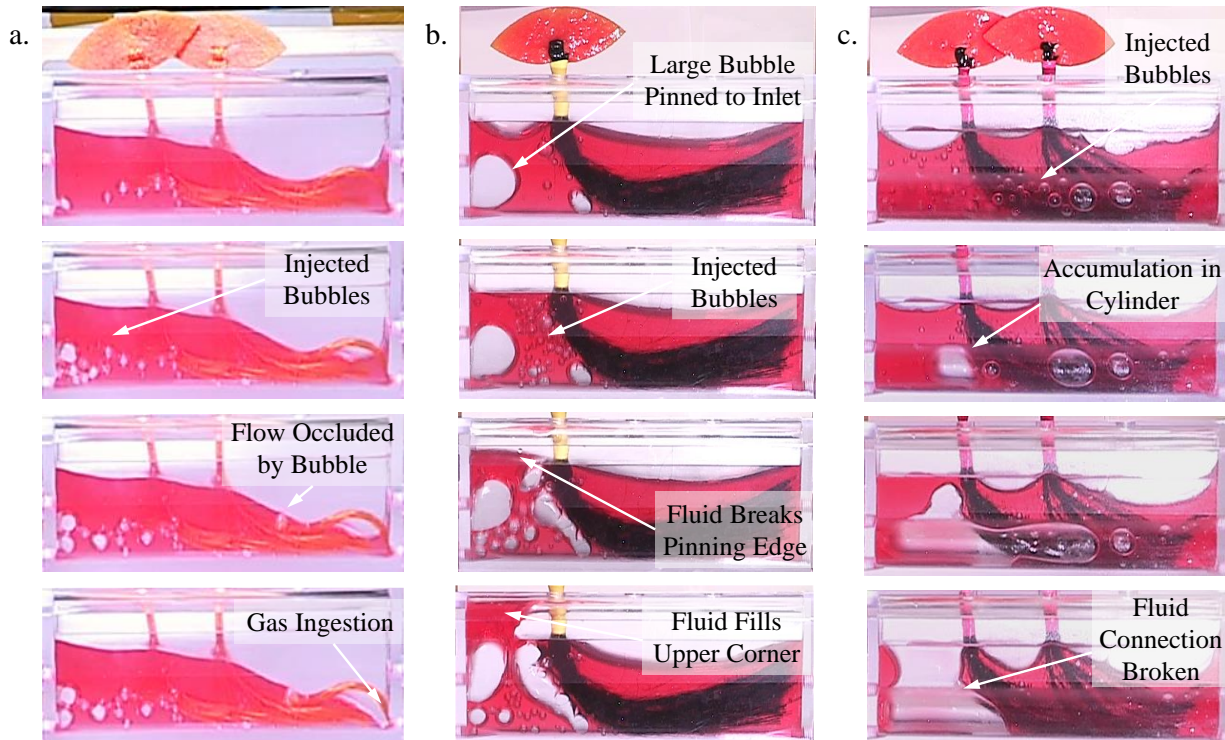 a.
Injected
Bubbles
Flow Occluded
by Bubble
Gas Ingestion
b.
Large Bubble
Pinned to Inlet
Injected
Bubbles
Fluid Breaks
Pinning Edge
Fluid Fills
Upper Corner
c.
Injected
Bubbles
Accumulation in
Cylinder
Fluid
Connection
Broken